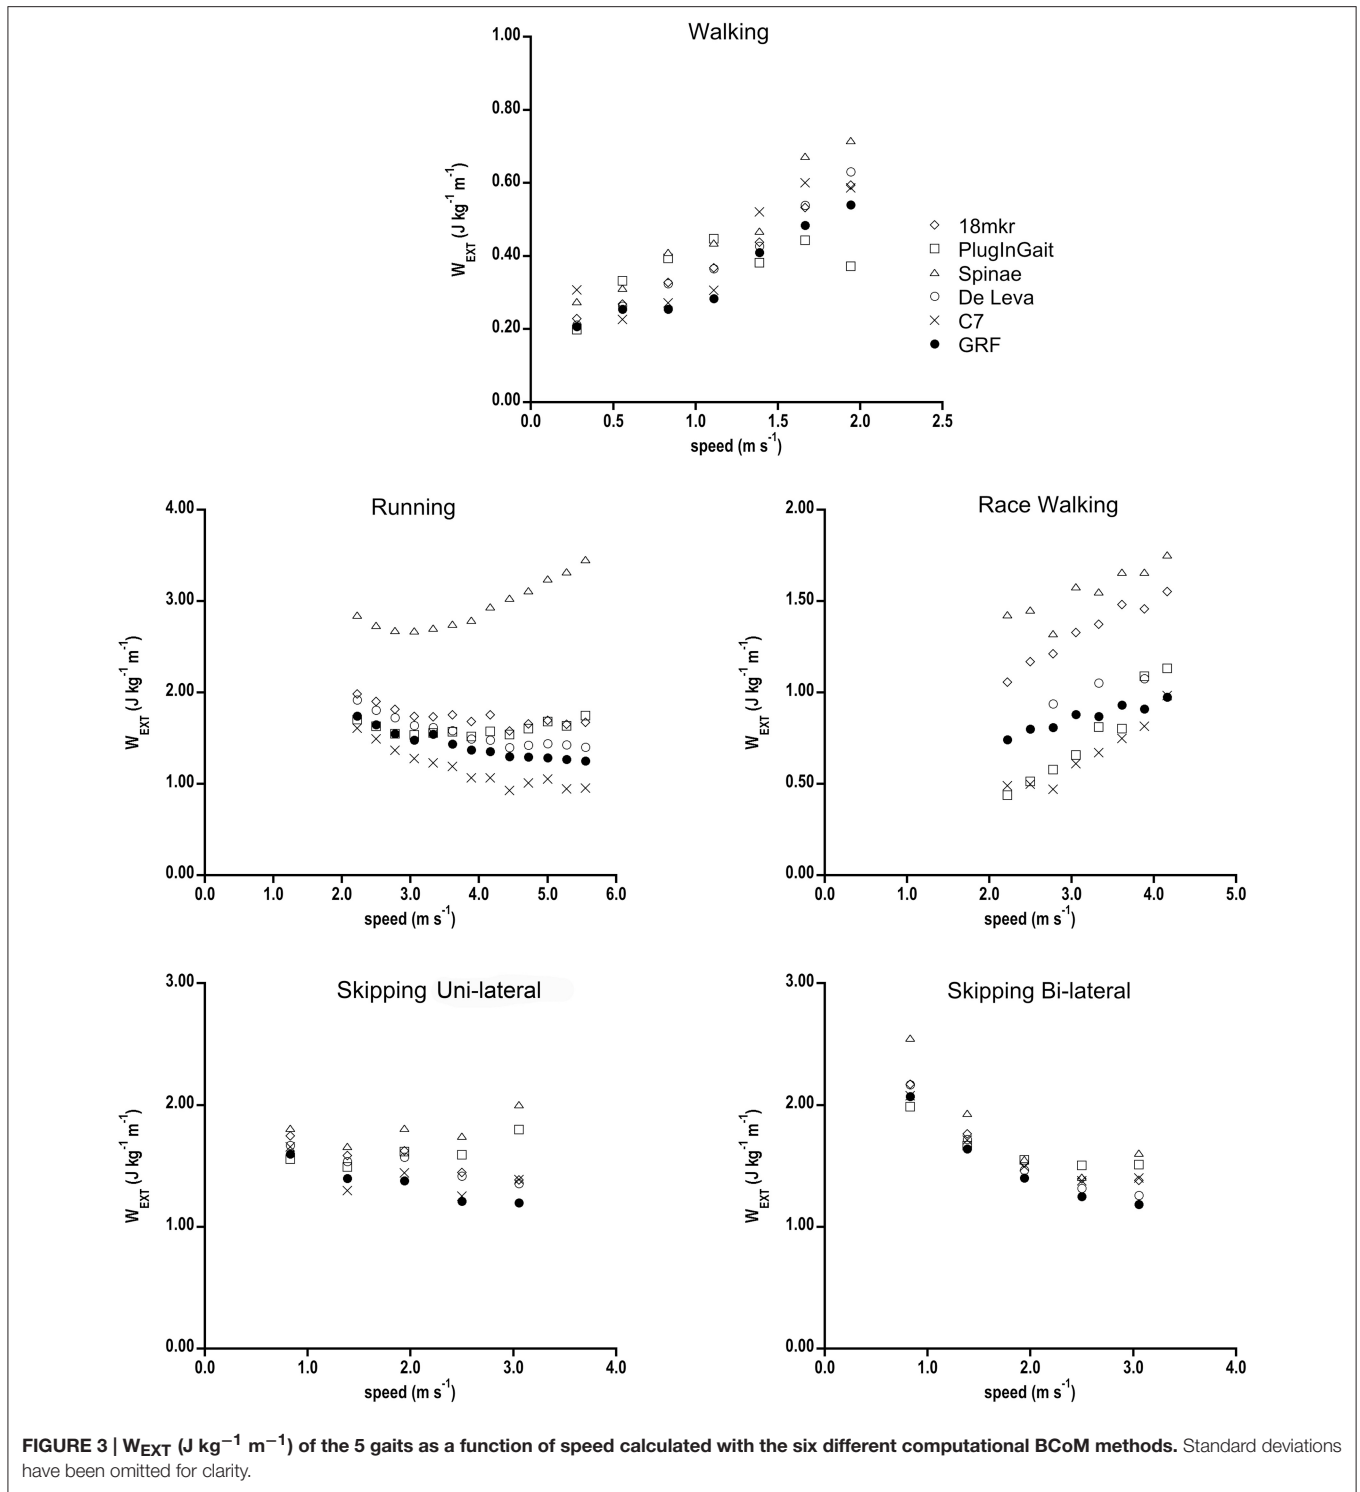 Walking
1.00
0.80
0.60
0.40
0.20
0.00
W_EXT (J kg^-1 m^-1)
0.0 0.5 1.0 1.5 2.0 2.5
speed (m s^-1)
18mkr
PlugInGait
Spinae
De Leva
C7
GRF
Running
4.00
3.00
2.00
1.00
0.00
W_EXT (J kg^-1 m^-1)
0.0 1.0 2.0 3.0 4.0 5.0 6.0
speed (m s^-1)
Race Walking
2.00
1.50
1.00
0.50
0.00
W_EXT (J kg^-1 m^-1)
0.0 1.0 2.0 3.0 4.0 5.0
speed (m s^-1)
Skipping Uni-lateral
3.00
2.00
1.00
0.00
W_EXT (J kg^-1 m^-1)
0.0 1.0 2.0 3.0 4.0
speed (m s^-1)
Skipping Bi-lateral
3.00
2.00
1.00
0.00
W_EXT (J kg^-1 m^-1)
0.0 1.0 2.0 3.0 4.0
speed (m s^-1)
FIGURE 3 | W_EXT (J kg^−1 m^−1) of the 5 gaits as a function of speed calculated with the six different computational BCoM methods. Standard deviations
have been omitted for clarity.